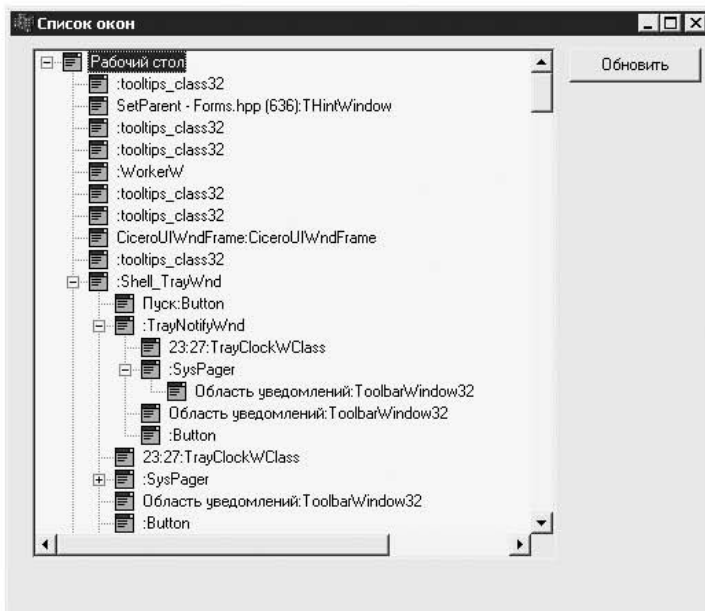 Список окон
Обновить
Рабочий стол
:tooltips_class32
SetParent - Forms.hpp (636):THintWindow
:tooltips_class32
:tooltips_class32
:WorkerW
:tooltips_class32
:tooltips_class32
CiceroUIWndFrame:CiceroUIWndFrame
:tooltips_class32
:Shell_TrayWnd
Пуск:Button
:TrayNotifyWnd
23:27:TrayClockWClass
:SysPager
Область уведомлений:ToolbarWindow32
Область уведомлений:ToolbarWindow32
:Button
23:27:TrayClockWClass
:SysPager
Область уведомлений:ToolbarWindow32
:Button